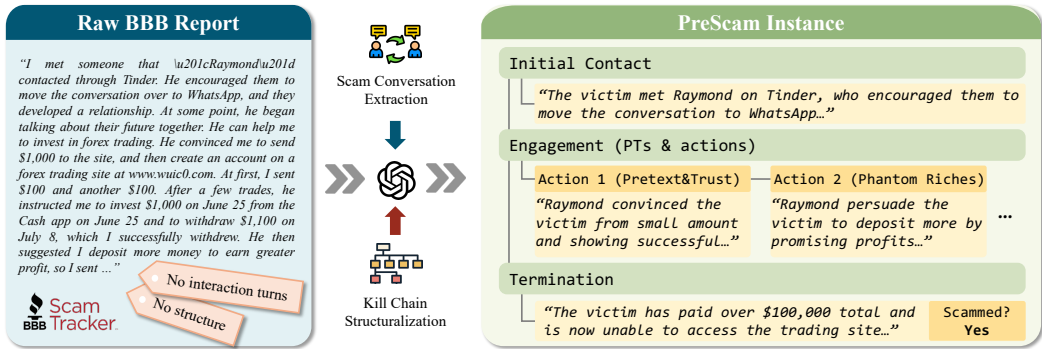 Raw BBB Report
“I met someone that \u201cRaymond\u201d
contacted through Tinder. He encouraged them to
move the conversation over to WhatsApp, and they
developed a relationship. At some point, he began
talking about their future together. He can help me
to invest in forex trading. He convinced me to send
$1,000 to the site, and then create an account on a
forex trading site at www.wuic0.com. At first, I sent
$100 and another $100. After a few trades, he
instructed me to invest $1,000 on June 25 from the
Cash app on June 25 and to withdraw $1,100 on
July 8, which I successfully withdrew. He then
suggested I deposit more money to earn greater
profit, so I sent ...”
No interaction turns
No structure
BBB
Scam
Tracker.
Scam Conversation
Extraction
Kill Chain
Structuralization
PreScam Instance
Initial Contact
“The victim met Raymond on Tinder, who encouraged them to
move the conversation to WhatsApp…”
Engagement (PTs & actions)
Action 1 (Pretext&Trust)
“Raymond convinced the
victim from small amount
and showing successful…”
Action 2 (Phantom Riches)
“Raymond persuade the
victim to deposit more by
promising profits…”
...
Termination
“The victim has paid over $100,000 total and
is now unable to access the trading site…”
Scammed?
Yes